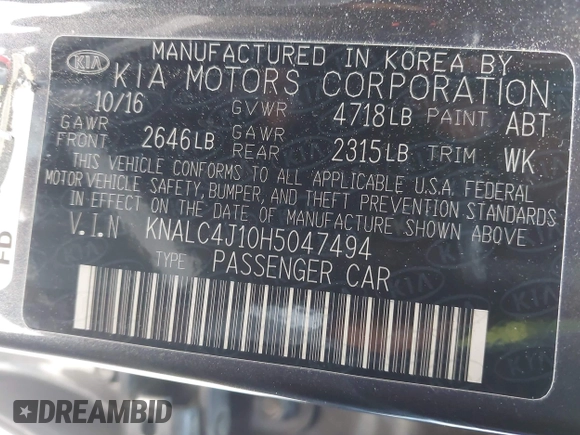 MANUFACTURED IN KOREA BY
KIA KIA MOTORS CORPORATION
10/16 GVWR 4718LB PAINT ABT
GAWR FRONT 2646LB GAWR REAR 2315LB TRIM WK
THIS VEHICLE CONFORMS TO ALL APPLICABLE U.S.A. FEDERAL
MOTOR VEHICLE SAFETY, BUMPER, AND THEFT PREVENTION STANDARDS
IN EFFECT ON THE DATE OF MANUFACTURE SHOWN ABOVE
V.I.N KNALC4J10H5047494
TYPE PASSENGER CAR
FD
DREAMBID